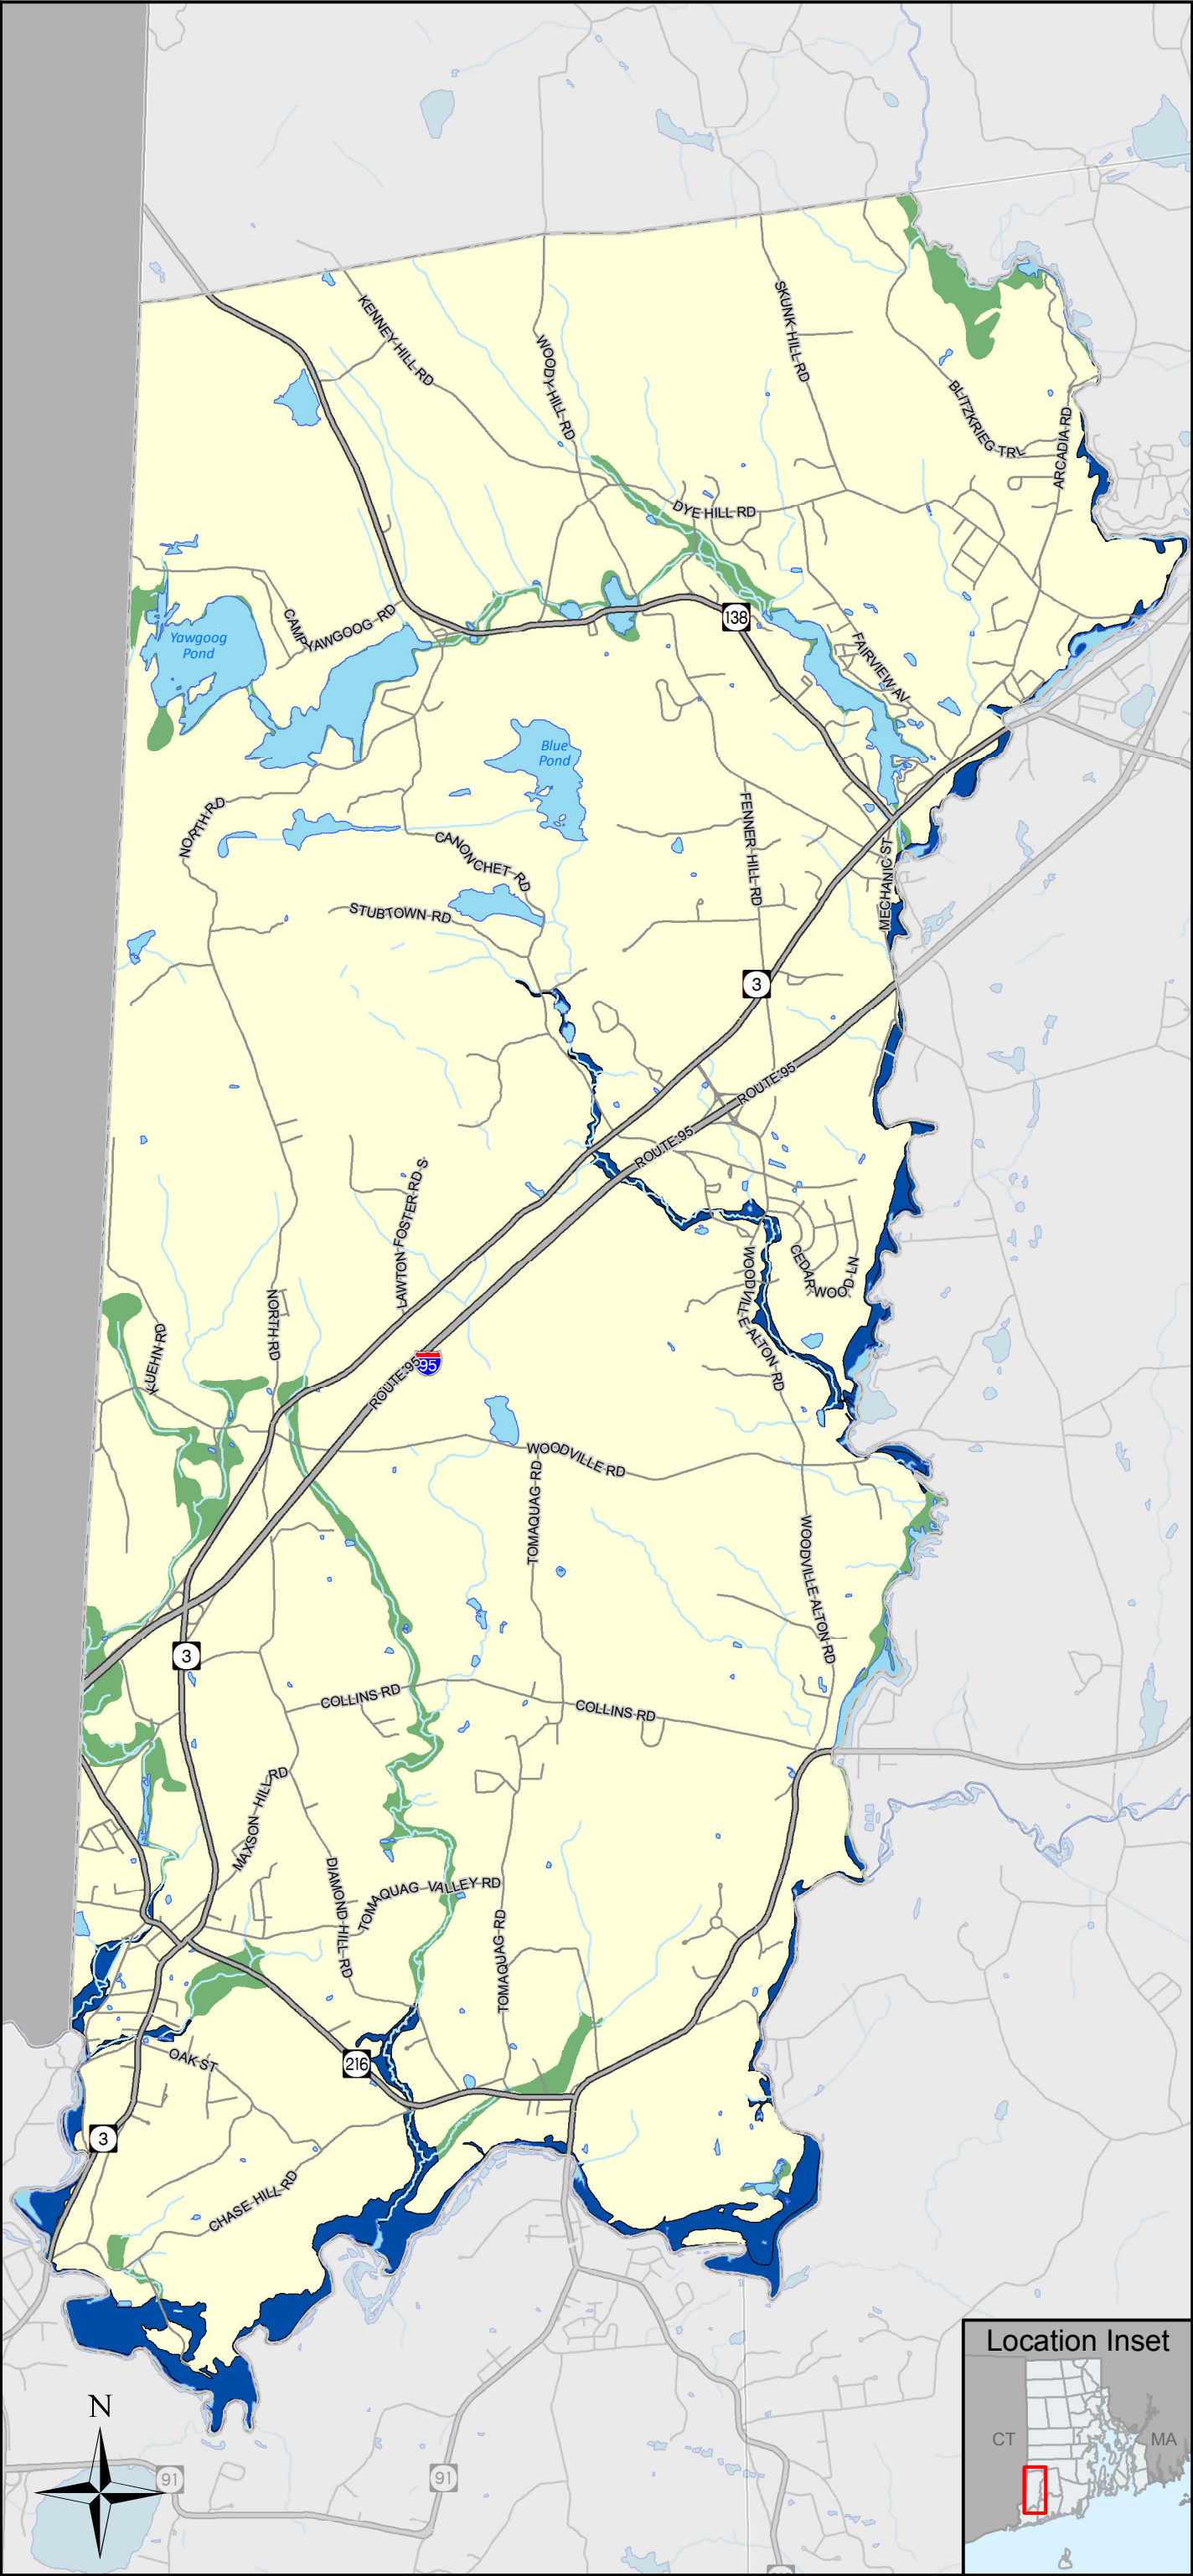 KENNEY HILL RD
WOODY HILL RD
SKUNK HILL RD
BLITZKRIEG TRL
ARCADIA RD
DYE HILL RD
138
CAMP YAWGOOG RD
Yawgoog
Pond
FAIRVIEW AV
Blue
Pond
NORTH RD
CANONCHET RD
FENNER HILL RD
MECHANIC ST
STUBTOWN RD
3
ROUTE 95
ROUTE 95
LAWTON FOSTER RD S
CEDARWOOD LN
WOODVILLE ALTON RD
NORTH RD
KUEHN RD
ROUTE 95
95
WOODVILLE RD
TOMAQUAG RD
WOODVILLE ALTON RD
3
COLLINS RD
COLLINS RD
MAXSON HILL RD
DIAMOND HILL RD
TOMAQUAG VALLEY RD
TOMAQUAG RD
OAK ST
216
3
CHASE HILL RD
Location Inset
CT
MA
N
91
91